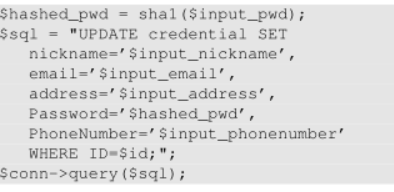 $hashed_pwd = sha1($input_pwd);
$sql = "UPDATE credential SET
nickname='$input_nickname',
email='$input_email',
address='$input_address',
Password='$hashed_pwd',
PhoneNumber='$input_phonenumber'
WHERE ID=$id;";
$conn->query($sql);